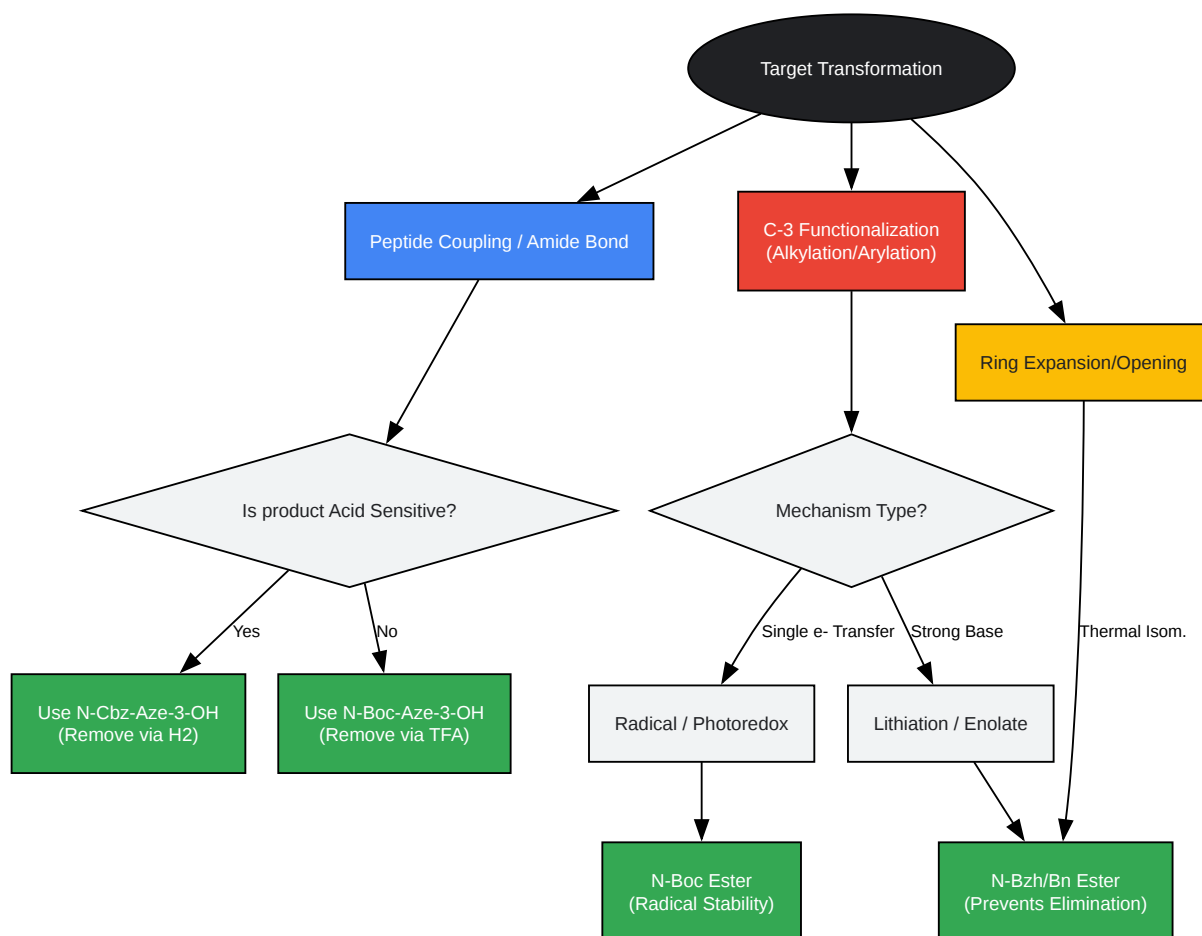 Target Transformation
Peptide Coupling / Amide Bond
C-3 Functionalization
(Alkylation/Arylation)
Ring Expansion/Opening
Is product Acid Sensitive?
Mechanism Type?
Yes
No
Single e- Transfer
Strong Base
Thermal Isom.
Use N-Cbz-Aze-3-OH
(Remove via H2)
Use N-Boc-Aze-3-OH
(Remove via TFA)
Radical / Photoredox
Lithiation / Enolate
N-Boc Ester
(Radical Stability)
N-Bzh/Bn Ester
(Prevents Elimination)